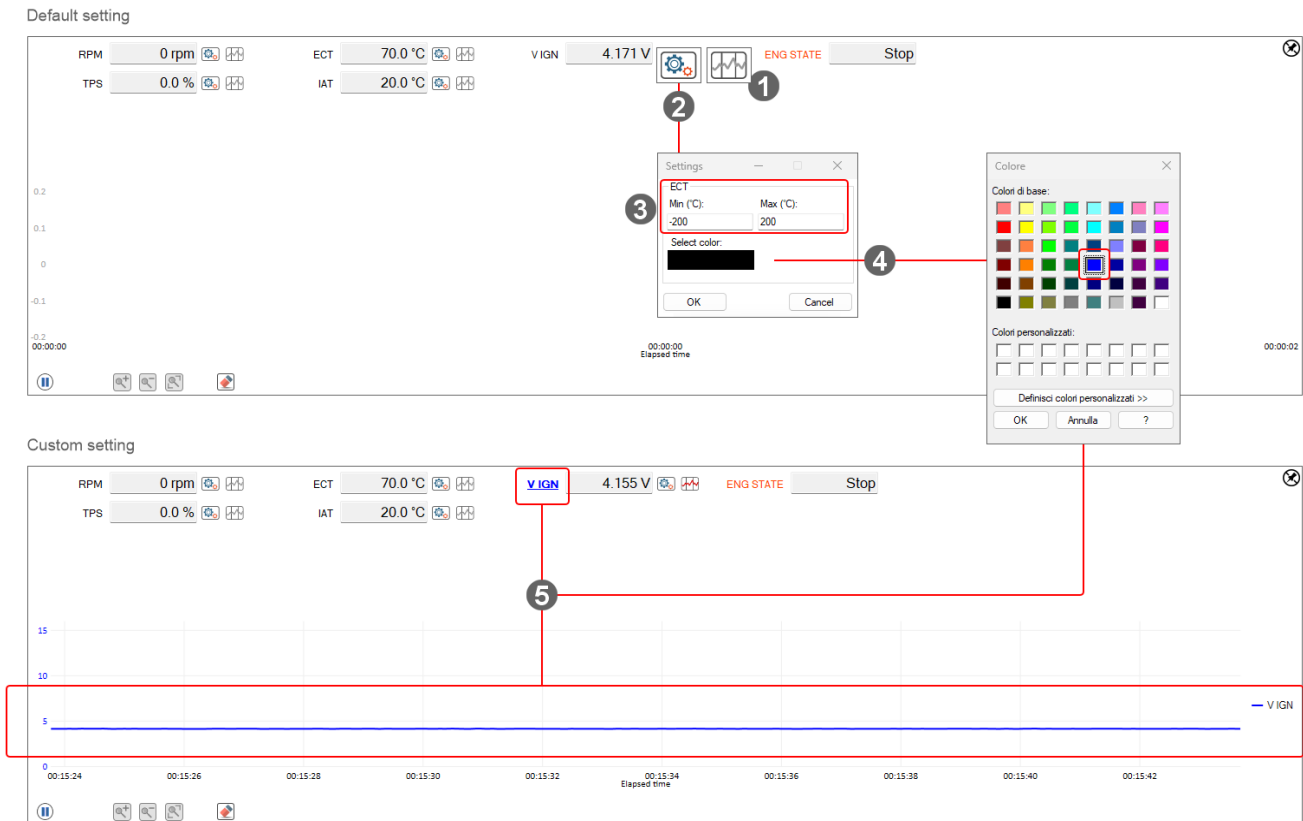 Default setting
RPM 0 rpm ECT 70.0 °C V IGN 4.171 V ENG STATE Stop
TPS 0.0 % IAT 20.0 °C
1
2
Settings
ECT
Min (°C): Max (°C):
-200 200
Select color:
OK Cancel
3
4
Colore
Colori di base:
Colori personalizzati:
Definisci colori personalizzati >>
OK Annulla ?
0.2
0.1
0
-0.1
-0.2
00:00:00 00:00:00 00:00:02
Elapsed time
Custom setting
RPM 0 rpm ECT 70.0 °C V IGN 4.155 V ENG STATE Stop
TPS 0.0 % IAT 20.0 °C
5
15
10
5
0
V IGN
00:15:24 00:15:26 00:15:28 00:15:30 00:15:32 00:15:34 00:15:36 00:15:38 00:15:40 00:15:42
Elapsed time